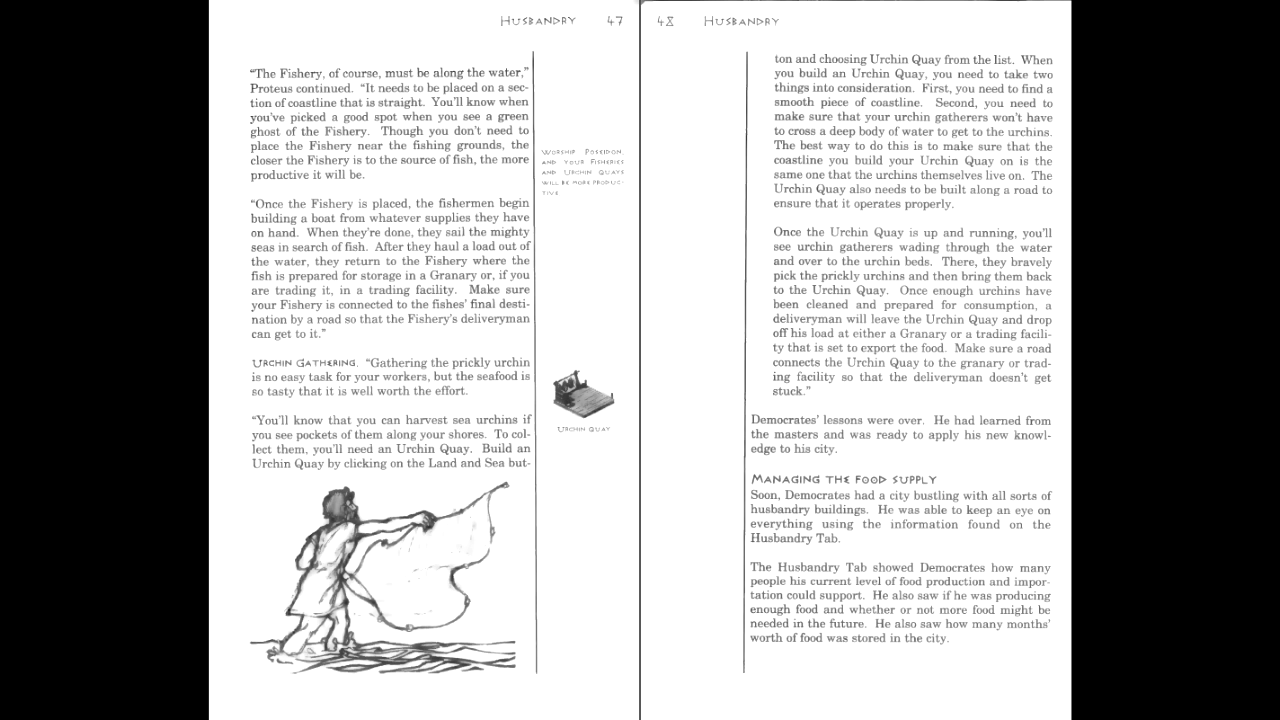 HUSBANDRY 47
"The Fishery, of course, must be along the water,"
Proteus continued. "It needs to be placed on a sec-
tion of coastline that is straight. You'll know when
you've picked a good spot when you see a green
ghost of the Fishery. Though you don't need to
place the Fishery near the fishing grounds, the
closer the Fishery is to the source of fish, the more
productive it will be.
"Once the Fishery is placed, the fishermen begin
building a boat from whatever supplies they have
on hand. When they're done, they sail the mighty
seas in search of fish. After they haul a load out of
the water, they return to the Fishery where the
fish is prepared for storage in a Granary or, if you
are trading it, in a trading facility. Make sure
your Fishery is connected to the fishes' final desti-
nation by a road so that the Fishery's deliveryman
can get to it."
URCHIN GATHERING. "Gathering the prickly urchin
is no easy task for your workers, but the seafood is
so tasty that it is well worth the effort.
"You'll know that you can harvest sea urchins if
you see pockets of them along your shores. To col-
lect them, you'll need an Urchin Quay. Build an
Urchin Quay by clicking on the Land and Sea but-
WORSHIP POSEIDON,
AND YOUR FISHERIES
AND URCHIN QUAYS
WILL BE MORE PRODUC-
TIVE
URCHIN QUAY
48 HUSBANDRY
ton and choosing Urchin Quay from the list. When
you build an Urchin Quay, you need to take two
things into consideration. First, you need to find a
smooth piece of coastline. Second, you need to
make sure that your urchin gatherers won't have
to cross a deep body of water to get to the urchins.
The best way to do this is to make sure that the
coastline you build your Urchin Quay on is the
same one that the urchins themselves live on. The
Urchin Quay also needs to be built along a road to
ensure that it operates properly.
Once the Urchin Quay is up and running, you'll
see urchin gatherers wading through the water
and over to the urchin beds. There, they bravely
pick the prickly urchins and then bring them back
to the Urchin Quay. Once enough urchins have
been cleaned and prepared for consumption, a
deliveryman will leave the Urchin Quay and drop
off his load at either a Granary or a trading facili-
ty that is set to export the food. Make sure a road
connects the Urchin Quay to the granary or trad-
ing facility so that the deliveryman doesn't get
stuck."
Democrates' lessons were over. He had learned from
the masters and was ready to apply his new knowl-
edge to his city.
MANAGING THE FOOD SUPPLY
Soon, Democrates had a city bustling with all sorts of
husbandry buildings. He was able to keep an eye on
everything using the information found on the
Husbandry Tab.
The Husbandry Tab showed Democrates how many
people his current level of food production and impor-
tation could support. He also saw if he was producing
enough food and whether or not more food might be
needed in the future. He also saw how many months'
worth of food was stored in the city.